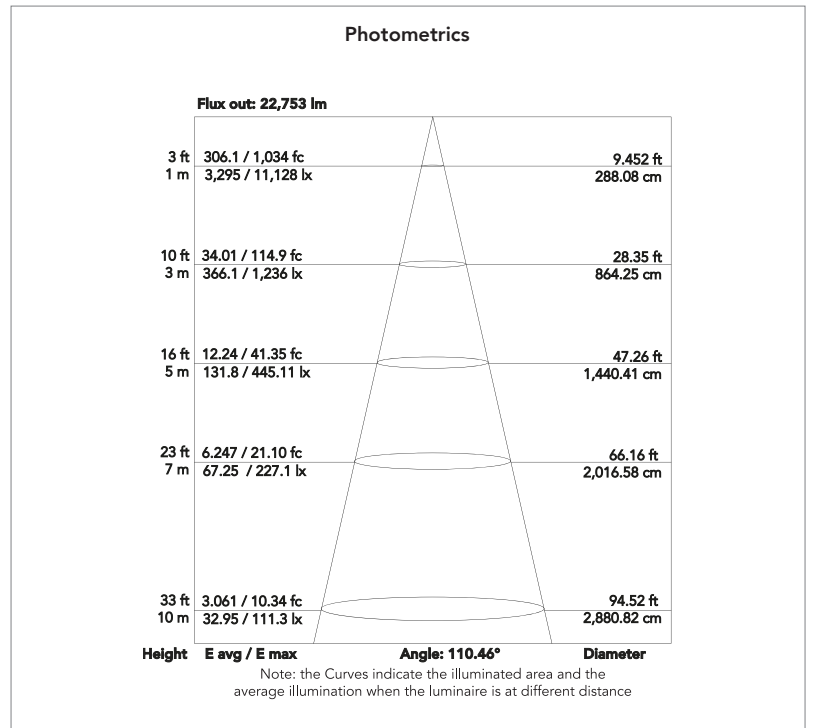 Photometrics
Flux out: 22,753 lm
3 ft 306.1 / 1,034 fc 9.452 ft
1 m 3,295 / 11,128 lx 288.08 cm
10 ft 34.01 / 114.9 fc 28.35 ft
3 m 366.1 / 1,236 lx 864.25 cm
16 ft 12.24 / 41.35 fc 47.26 ft
5 m 131.8 / 445.11 lx 1,440.41 cm
23 ft 6.247 / 21.10 fc 66.16 ft
7 m 67.25 / 227.1 lx 2,016.58 cm
33 ft 3.061 / 10.34 fc 94.52 ft
10 m 32.95 / 111.3 lx 2,880.82 cm
Height E avg / E max Angle: 110.46° Diameter
Note: the Curves indicate the illuminated area and the
average illumination when the luminaire is at different distance